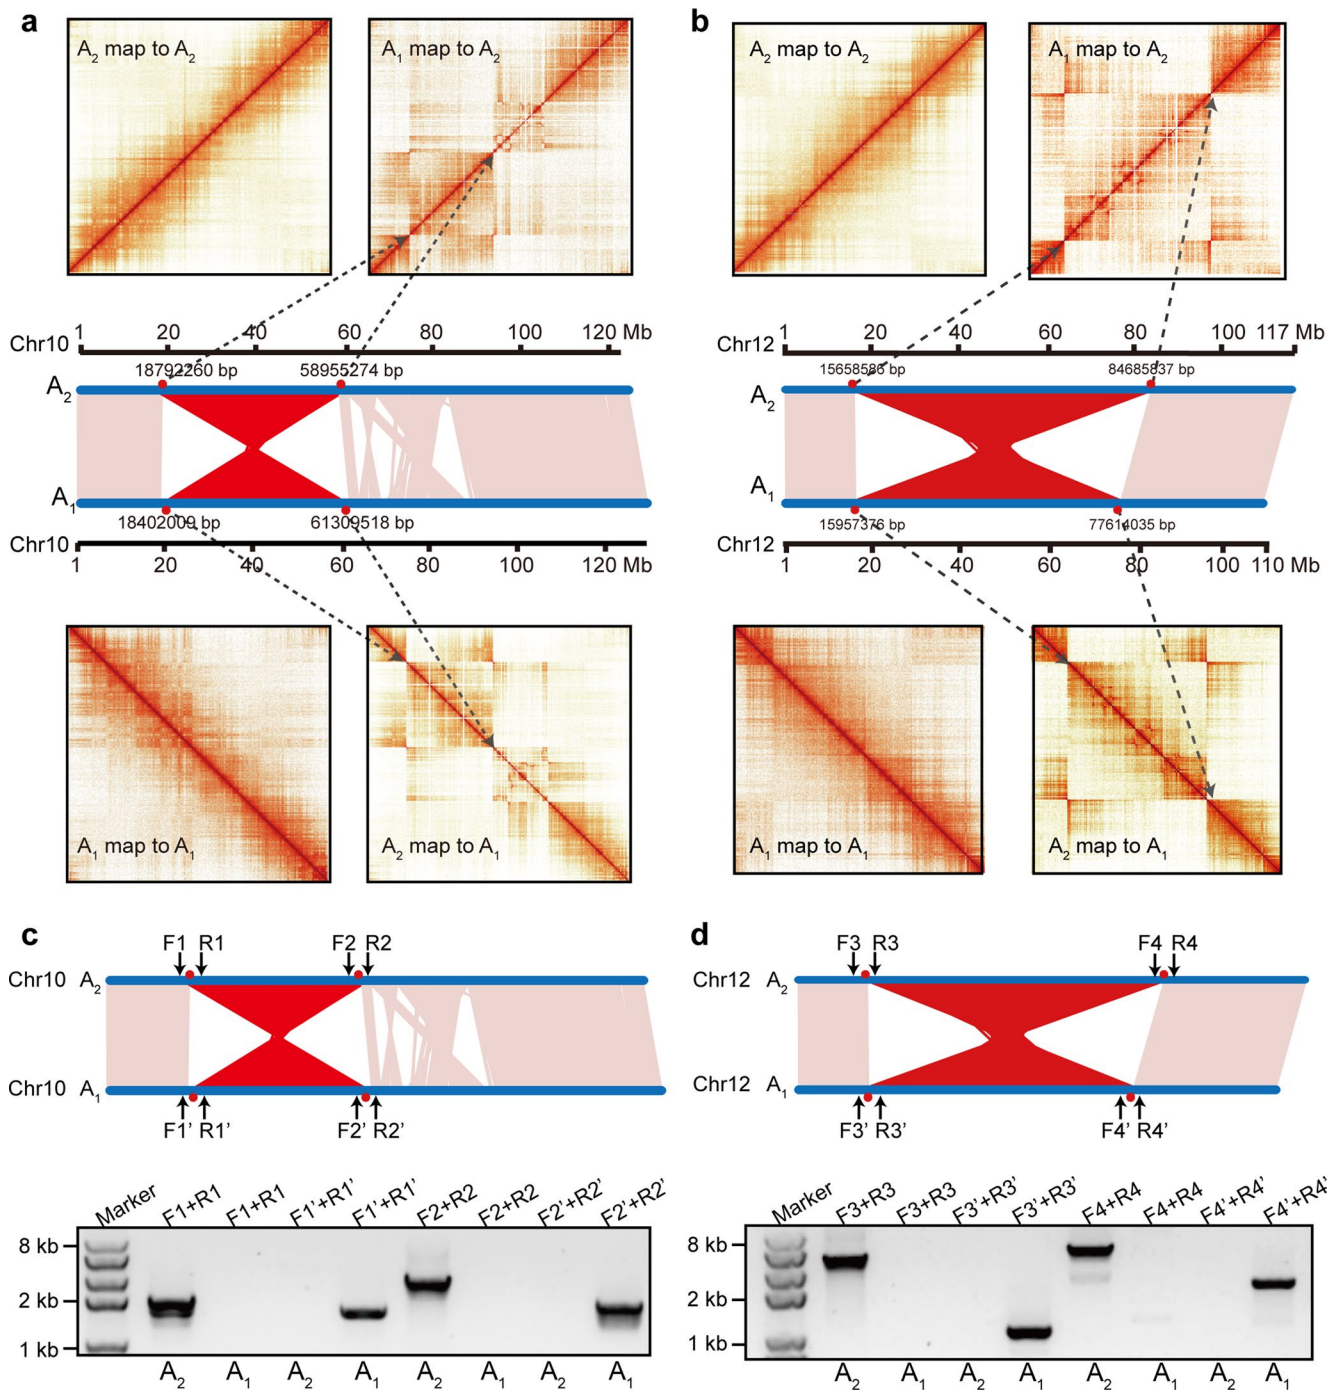 a
b
A2 map to A2
A1 map to A2
A2 map to A2
A1 map to A2
1 20 40 60 80 100 120 Mb
Chr10
18792260 bp 58955274 bp
A2
A1
18402009 bp 61309518 bp
Chr10
1 20 40 60 80 100 120 Mb
1 20 40 60 80 100 117 Mb
Chr12
15658586 bp 84685837 bp
A2
A1
15957376 bp 77614035 bp
Chr12
1 20 40 60 80 100 110 Mb
A1 map to A1
A2 map to A1
A1 map to A1
A2 map to A1
c
F1 R1 F2 R2
Chr10 A2
Chr10 A1
F1' R1' F2' R2'
Marker F1+R1 F1+R1 F1'+R1' F1'+R1' F2+R2 F2+R2 F2'+R2' F2'+R2'
8 kb
2 kb
1 kb
A2 A1 A2 A1 A2 A1 A2 A1
d
F3 R3 F4 R4
Chr12 A2
Chr12 A1
F3' R3' F4' R4'
Marker F3+R3 F3+R3 F3'+R3' F3'+R3' F4+R4 F4+R4 F4'+R4' F4'+R4'
8 kb
2 kb
1 kb
A2 A1 A2 A1 A2 A1 A2 A1